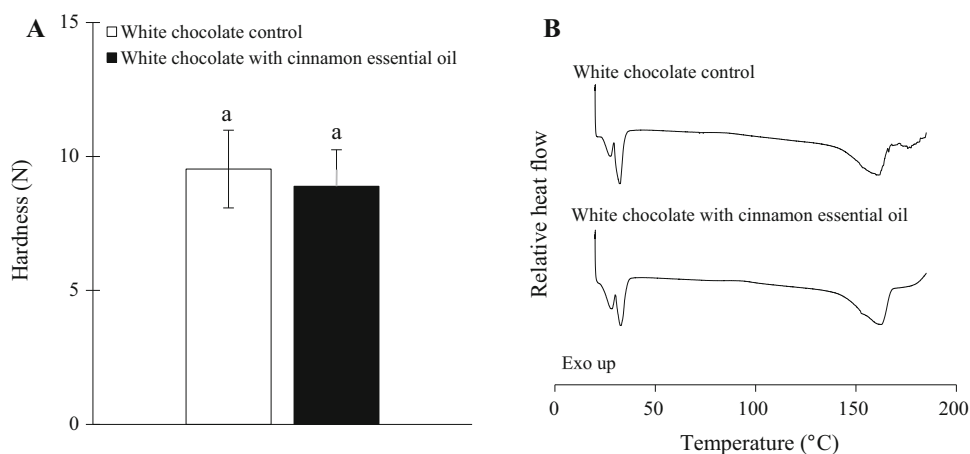 A
White chocolate control
White chocolate with cinnamon essential oil
15
10
5
0
Hardness (N)
a
a
B
White chocolate control
White chocolate with cinnamon essential oil
Relative heat flow
Exo up
0 50 100 150 200
Temperature (°C)